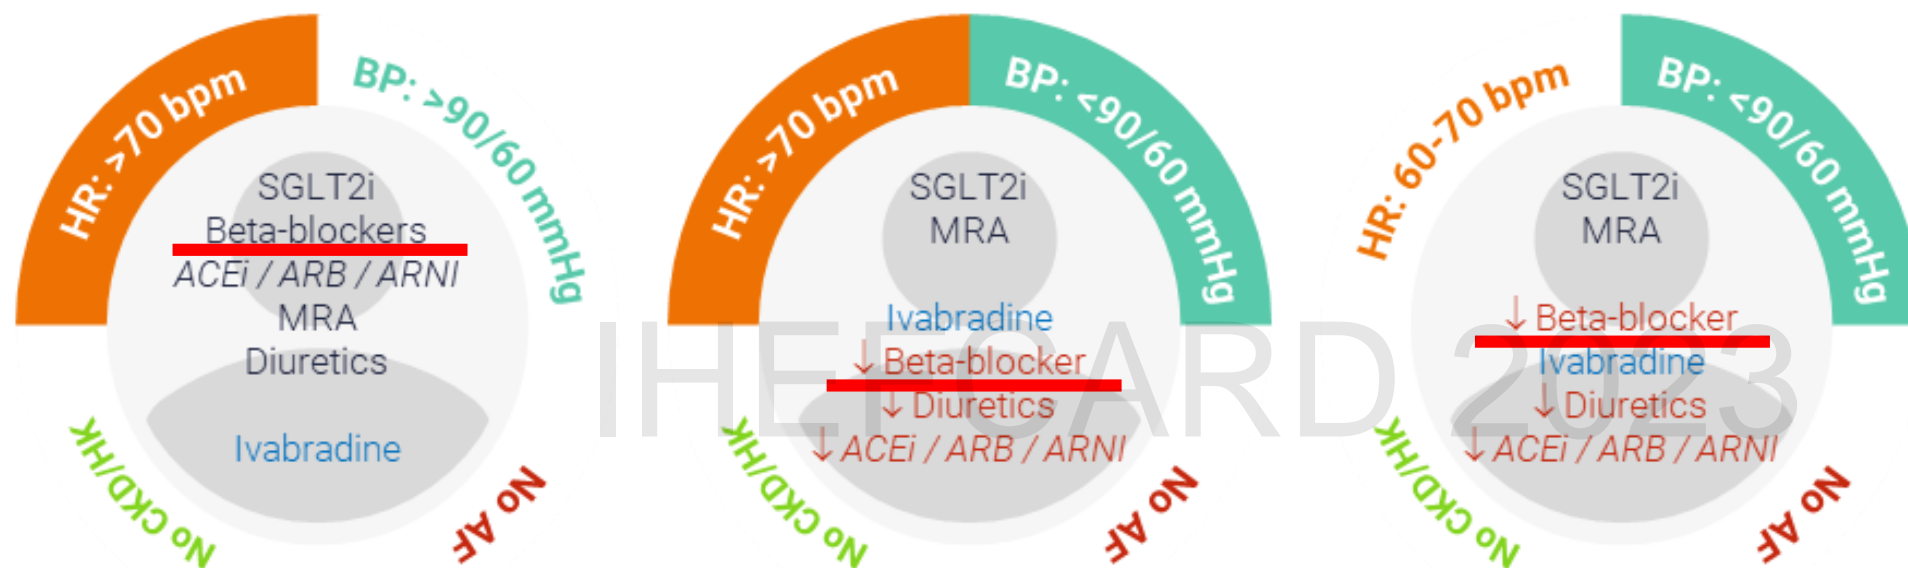 HR: >70 bpm
BP: >90/60 mmHg
SGLT2i
Beta-blockers
ACEi / ARB / ARNI
MRA
Diuretics
Ivabradine
No CKD/HK
No AF
HR: >70 bpm
BP: <90/60 mmHg
SGLT2i
MRA
Ivabradine
↓ Beta-blocker
↓ Diuretics
↓ ACEi / ARB / ARNI
No CKD/HK
No AF
HR: 60-70 bpm
BP: <90/60 mmHg
SGLT2i
MRA
↓ Beta-blocker
Ivabradine
↓ Diuretics
↓ ACEi / ARB / ARNI
No CKD/HK
No AF
IHEFCARD 2023